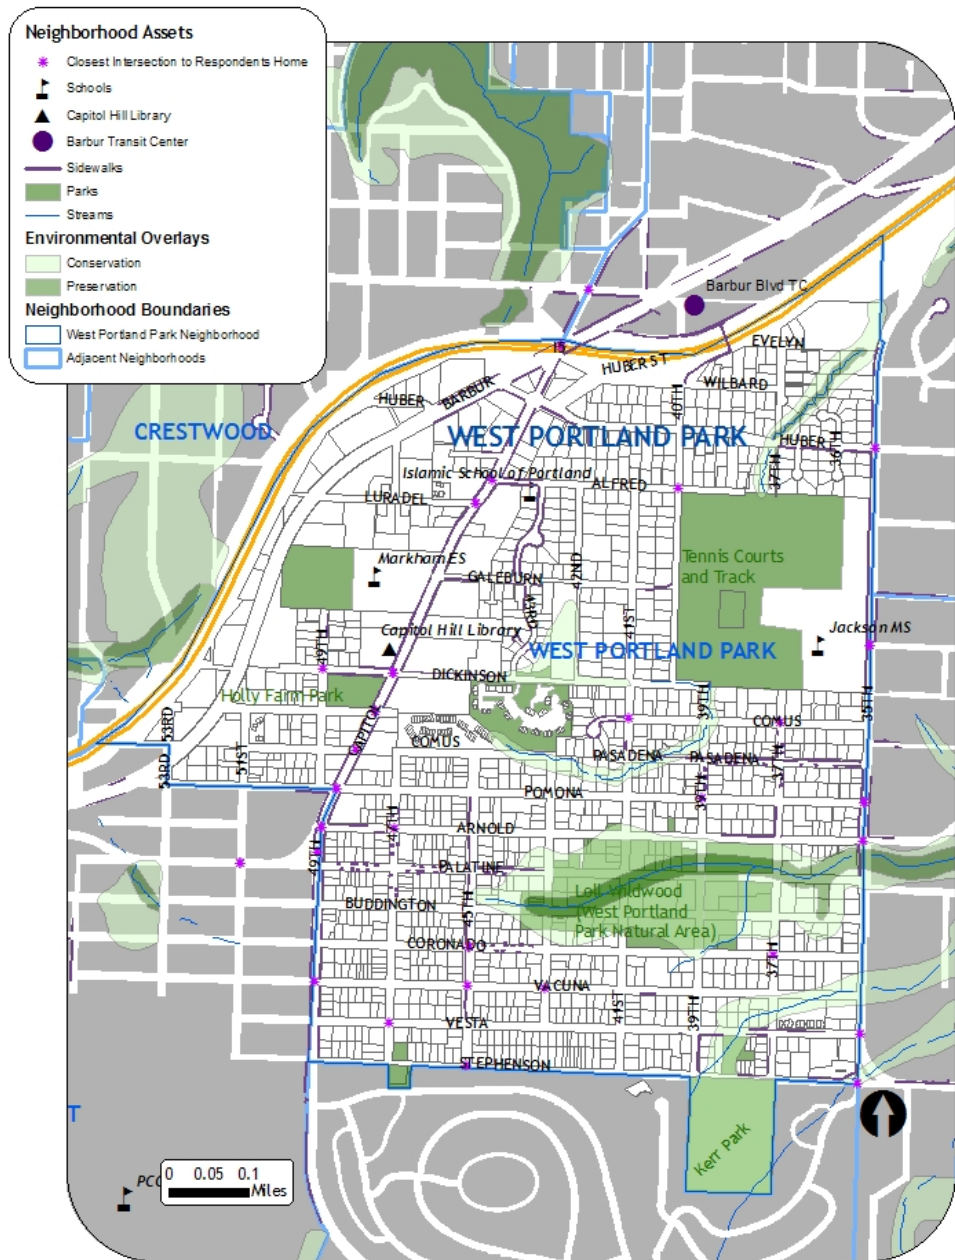 Neighborhood Assets
Closest Intersection to Respondents Home
Schools
Capitol Hill Library
Barbur Transit Center
Sidewalks
Parks
Streams
Environmental Overlays
Conservation
Preservation
Neighborhood Boundaries
West Portland Park Neighborhood
Adjacent Neighborhoods
Barbur Blvd TC
15
EVELYN
HUBER ST
WILBARD
40TH
HUBER
BARBUR
CRESTWOOD
WEST PORTLAND PARK
HUBER
36TH
37TH
Islamic School of Portland
LURADEL
ALFRED
Markham ES
GALEBURN
42ND
43RD
41ST
Tennis Courts
and Track
49TH
Capitol Hill Library
WEST PORTLAND PARK
Jackson MS
DICKINSON
Holly Farm Park
39TH
35TH
53RD
CAPITOL
COMUS
COMUS
51ST
53RD
PASADENA
PASADENA
37TH
POMONA
39TH
47TH
ARNOLD
49TH
PALATINE
BUDDINGTON
45TH
Loll Wildwood
(West Portland
Park Natural Area)
CORONADO
37TH
VACUNA
41ST
39TH
VESTA
STEPHENSON
T
Kerr Park
PCC
0 0.05 0.1
Miles